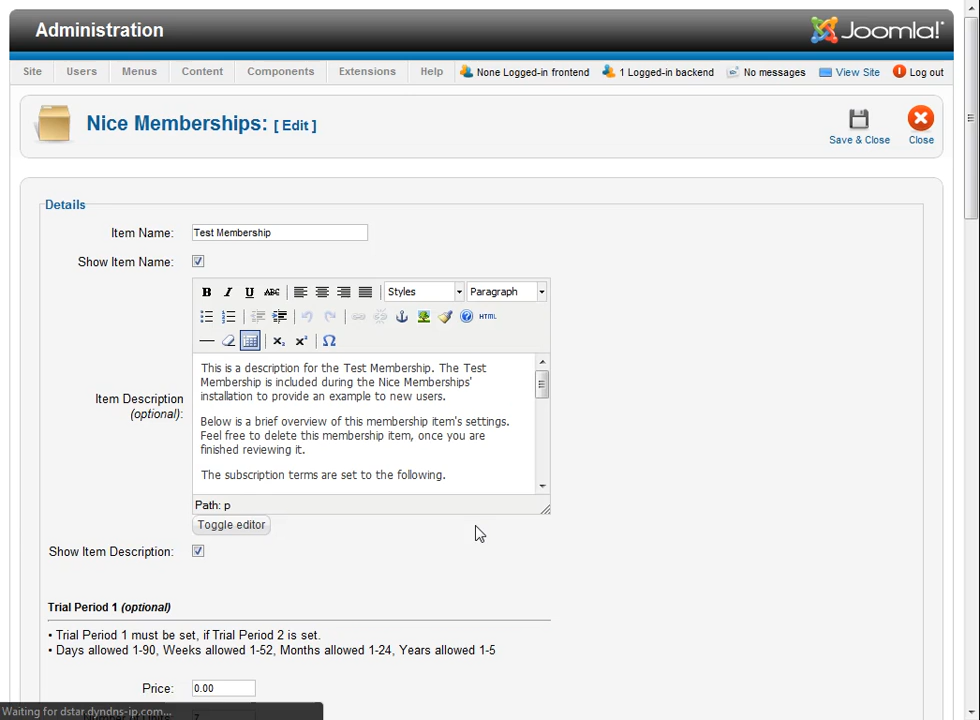 Administration
Joomla!
Site Users Menus Content Components Extensions Help None Logged-in frontend 1 Logged-in backend No messages View Site Log out
Nice Memberships: [ Edit ]
Save & Close Close
Details
Item Name: Test Membership
Show Item Name:
B I U ABC Styles Paragraph
HTML
Item Description
(optional):
This is a description for the Test Membership. The Test
Membership is included during the Nice Memberships'
installation to provide an example to new users.
Below is a brief overview of this membership item's settings.
Feel free to delete this membership item, once you are
finished reviewing it.
The subscription terms are set to the following.
Path: p
Toggle editor
Show Item Description:
Trial Period 1 (optional)
• Trial Period 1 must be set, if Trial Period 2 is set.
• Days allowed 1-90, Weeks allowed 1-52, Months allowed 1-24, Years allowed 1-5
Price: 0.00
Waiting for dstar.dyndns-ip.com...